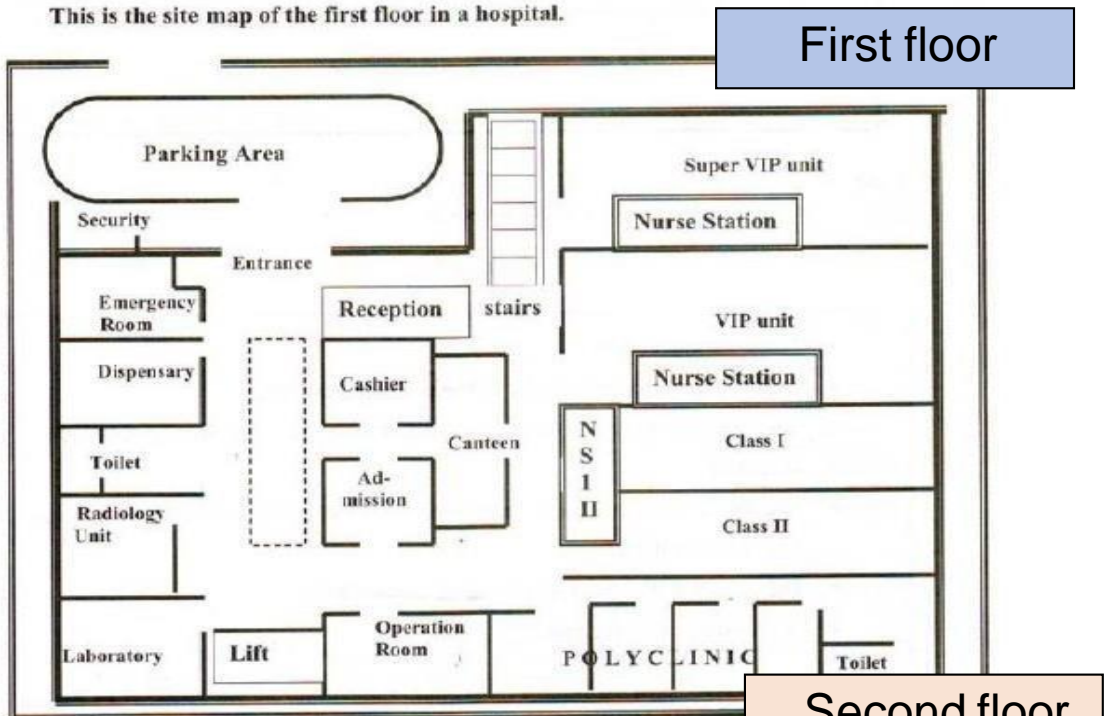 This is the site map of the first floor in a hospital.
First floor
Parking Area
Super VIP unit
Security
Nurse Station
Entrance
Emergency
Room
Reception
stairs
VIP unit
Dispensary
Cashier
Nurse Station
Toilet
Canteen
N
S
I
II
Class I
Ad-
mission
Radiology
Unit
Class II
Laboratory
Lift
Operation
Room
POLYCLINIC
Toilet
Second floor